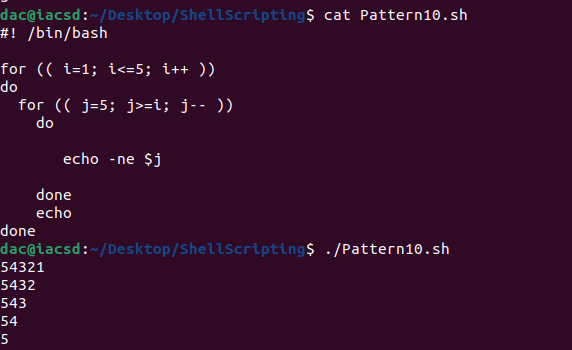 dac@iacsd:~/Desktop/ShellScripting$ cat Pattern10.sh
#! /bin/bash
for (( i=1; i<=5; i++ ))
do
for (( j=5; j>=i; j-- ))
do
echo -ne $j
done
echo
done
dac@iacsd:~/Desktop/ShellScripting$ ./Pattern10.sh
54321
5432
543
54
5